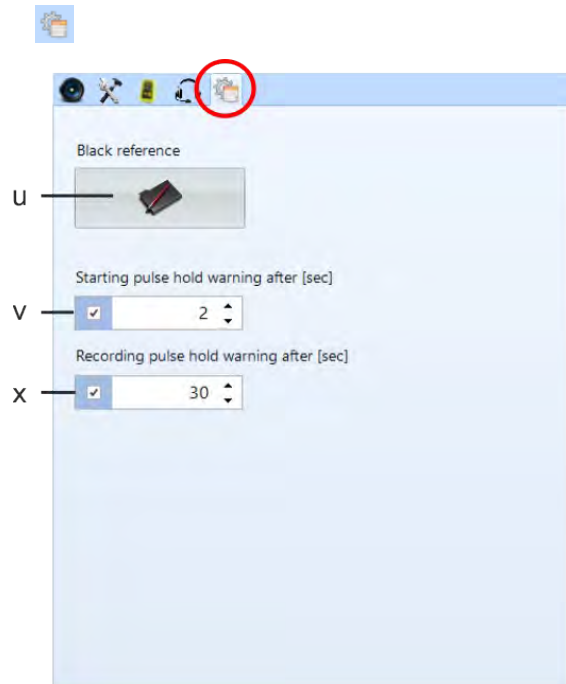 Black reference
u
Starting pulse hold warning after [sec]
v
2
Recording pulse hold warning after [sec]
x
30